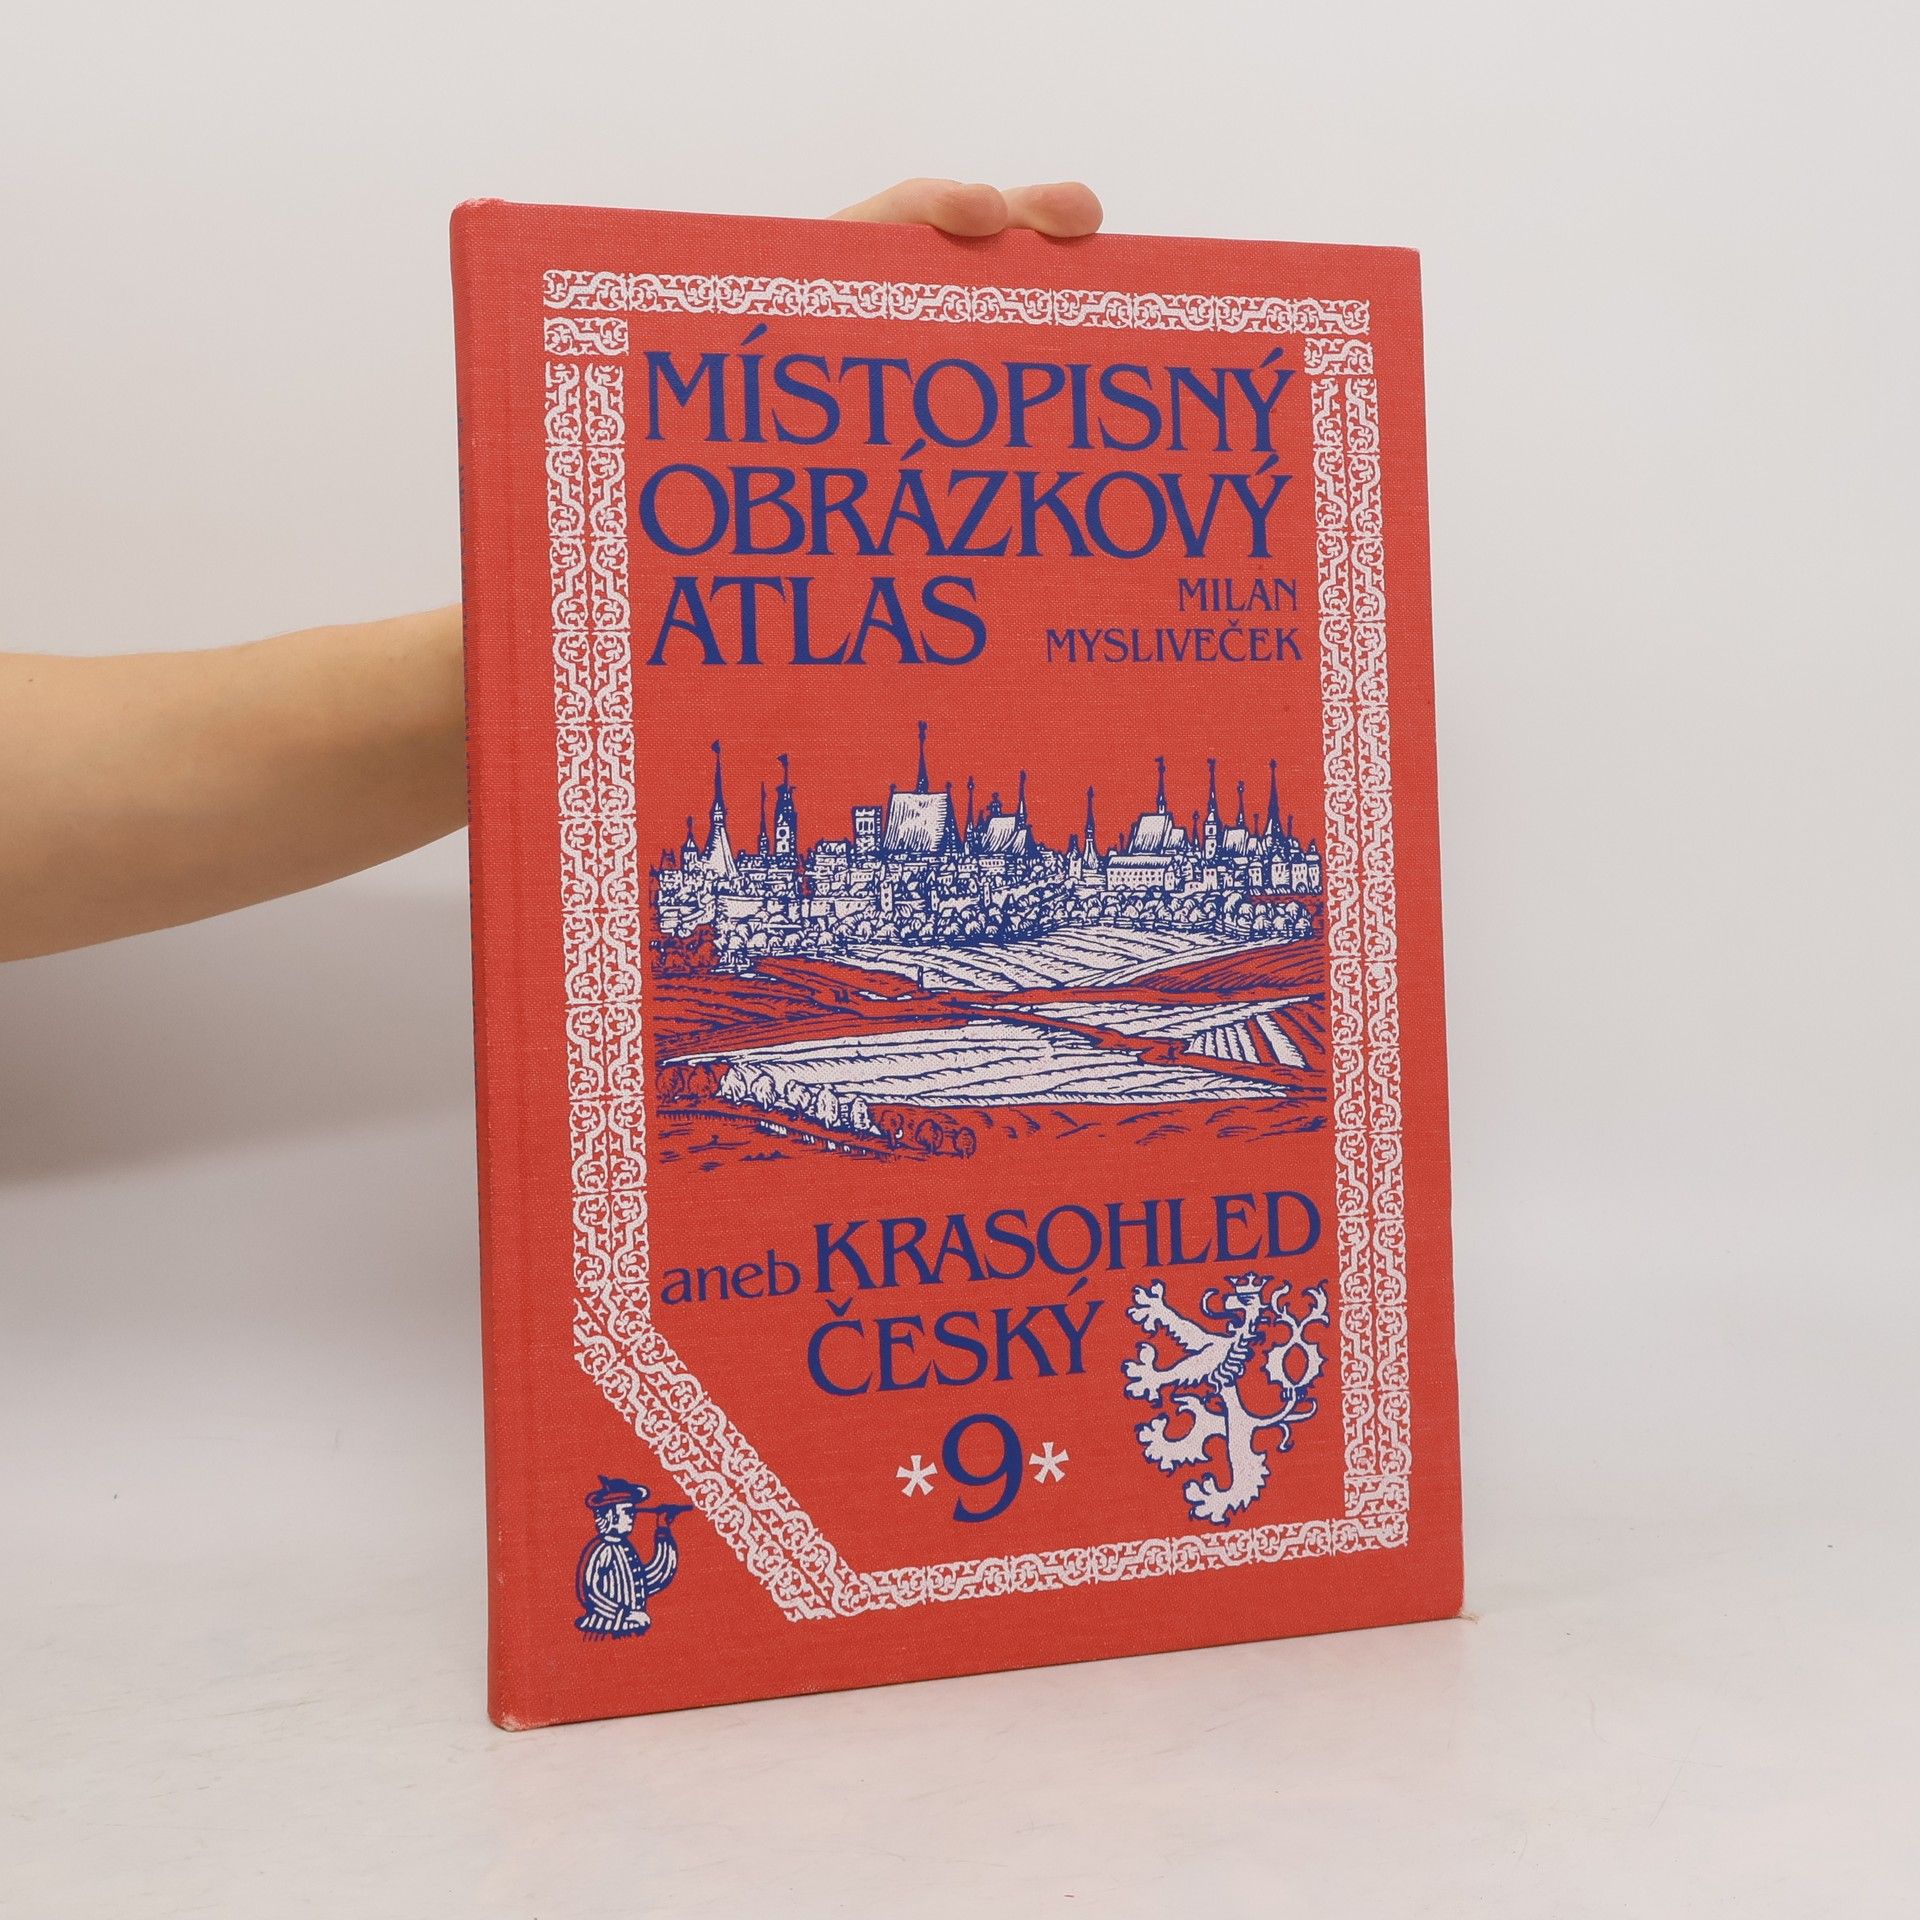 MÍSTOPISNÝ
OBRÁZKOVÝ
ATLAS
MILAN
MYSLIVEČEK
aneb KRASOHLED
ČESKÝ
*9*